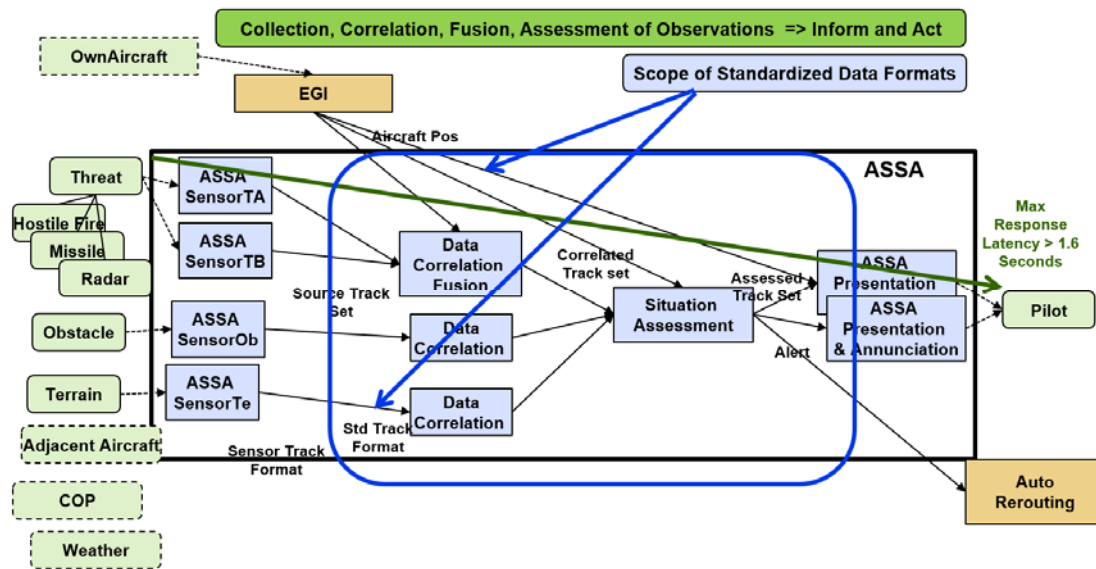 Collection, Correlation, Fusion, Assessment of Observations => Inform and Act
OwnAircraft
Scope of Standardized Data Formats
EGI
Aircraft Pos
ASSA
Threat
Hostile Fire
Missile
Radar
ASSA
SensorTA
ASSA
SensorTB
Data
Correlation
Fusion
Correlated
Track set
Assessed
Track Set
ASSA
Presentation
ASSA
Presentation
& Annunciation
Max
Response
Latency > 1.6
Seconds
Pilot
Source Track
Set
Situation
Assessment
Obstacle
ASSA
SensorOb
Data
Correlation
Alert
Terrain
ASSA
SensorTe
Data
Correlation
Std Track
Format
Adjacent Aircraft
Sensor Track
Format
Auto
Rerouting
COP
Weather